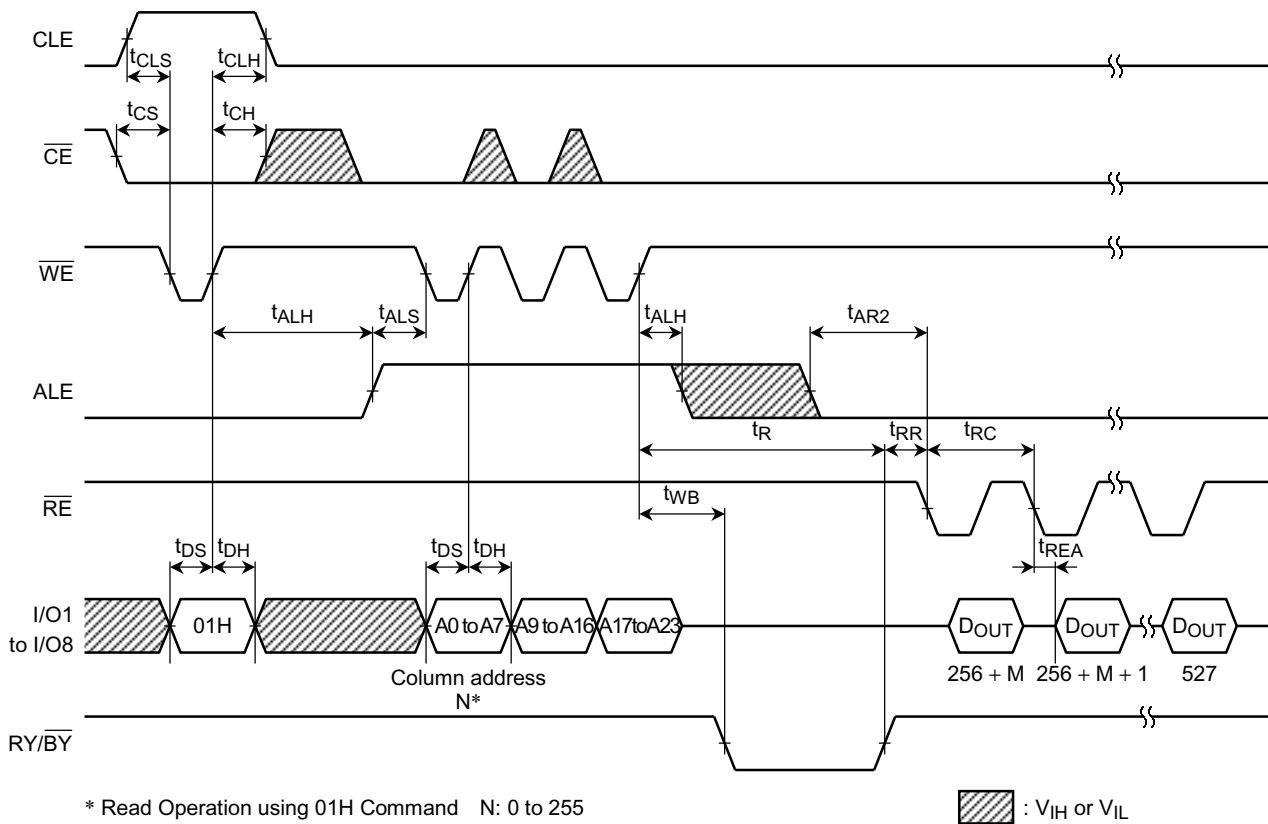 CLE
tCLS tCLH
tCS tCH
CE
WE
tALH tALS tALH tAR2
ALE
tR tRR tRC
RE
tWB
tDS tDH tDS tDH tREA
I/O1
to I/O8
01H A0 to A7 A9 to A16 A17 to A23 DOUT DOUT DOUT
256 + M 256 + M + 1 527
Column address
N*
RY/BY
* Read Operation using 01H Command N: 0 to 255
: VIH or VIL